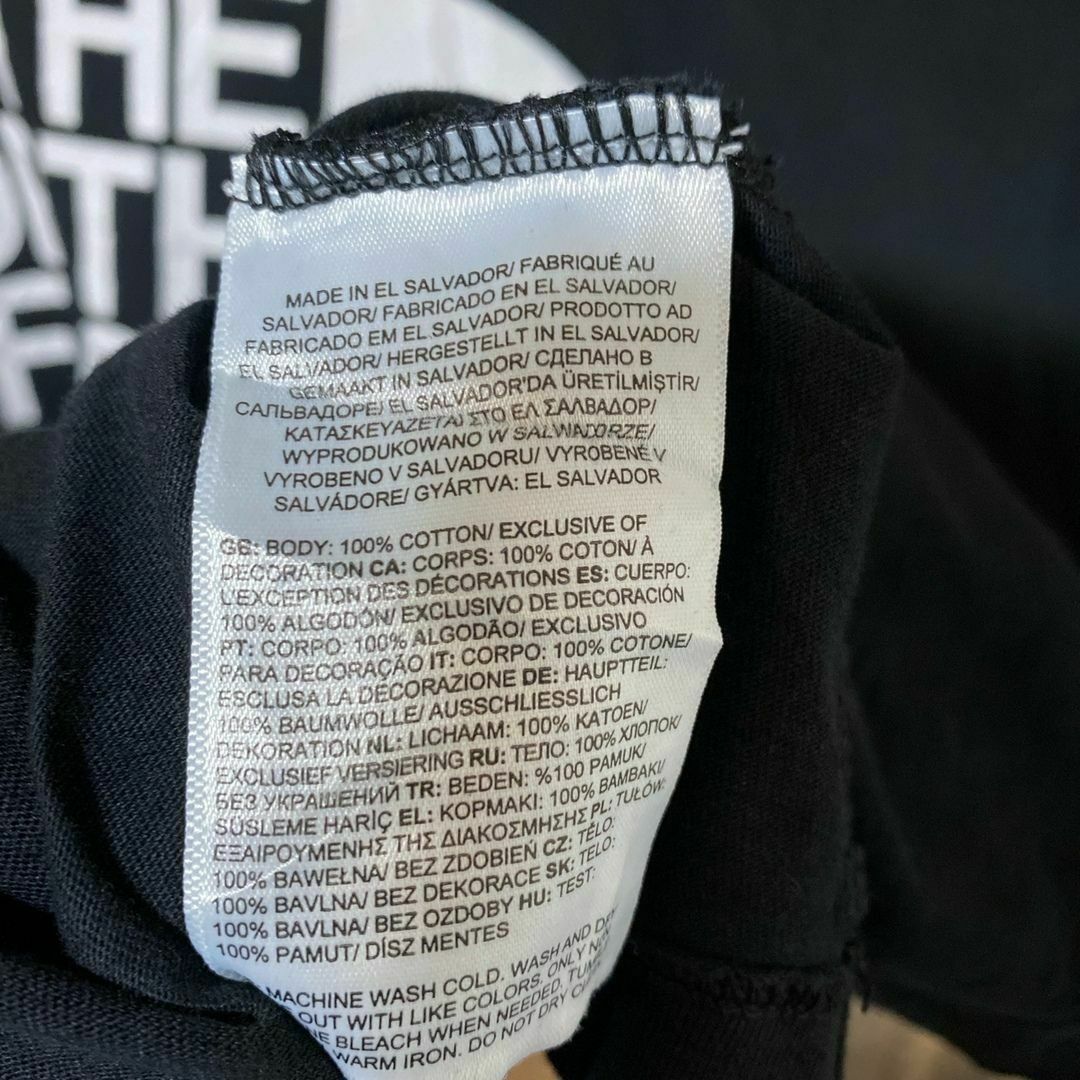 THE
MADE IN EL SALVADOR/ FABRIQUÉ AU
SALVADOR/ FABRICADO EN EL SALVADOR/
FABRICADO EM EL SALVADOR/ PRODOTTO AD
EL SALVADOR/ HERGESTELLT IN EL SALVADOR/
GEMAAKT IN SALVADOR/ СДЕЛАНО В
САЛЬВАДОРЕ/ EL SALVADOR'DA ÜRETİLMİŞTİR/
ΚΑΤΑΣΚΕΥΑΖΕΤΑΙ ΣΤΟ ΕΛ ΣΑΛΒΑΔΟΡ/
WYPRODUKOWANO W SALWADORZE/
VYROBENO V SALVADORU/ VYROBENÉ V
SALVÁDORE/ GYÁRTVA: EL SALVADOR
GB: BODY: 100% COTTON/ EXCLUSIVE OF
DECORATION CA: CORPS: 100% COTON/ À
L'EXCEPTION DES DÉCORATIONS ES: CUERPO:
100% ALGODÓN/ EXCLUSIVO DE DECORACIÓN
PT: CORPO: 100% ALGODÃO/ EXCLUSIVO
PARA DECORAÇÃO IT: CORPO: 100% COTONE/
ESCLUSA LA DECORAZIONE DE: HAUPTTEIL:
100% BAUMWOLLE/ AUSSCHLIESSLICH
DEKORATION NL: LICHAAM: 100% KATOEN/
EXCLUSIEF VERSIERING RU: ТЕЛО: 100% ХЛОПОК/
БЕЗ УКРАШЕНИЙ TR: BEDEN: %100 PAMUK/
SÜSLEME HARİÇ EL: ΚΟΡΜΑΚΙ: 100% ΒΑΜΒΑΚΙ/
ΕΞΑΙΡΟΥΜΕΝΗΣ ΤΗΣ ΔΙΑΚΟΣΜΗΣΗΣ PL: TUŁÓW:
100% BAWEŁNA/ BEZ ZDOBIEŃ CZ: TĚLO:
100% BAVLNA/ BEZ DEKORACE SK: TELO:
100% BAVLNA/ BEZ OZDOBY HU: TEST:
100% PAMUT/ DÍSZ MENTES
MACHINE WASH COLD. WASH AND
OUT WITH LIKE COLORS. ONLY
BLEACH WHEN NEEDED.
WARM IRON. DO NOT DRY